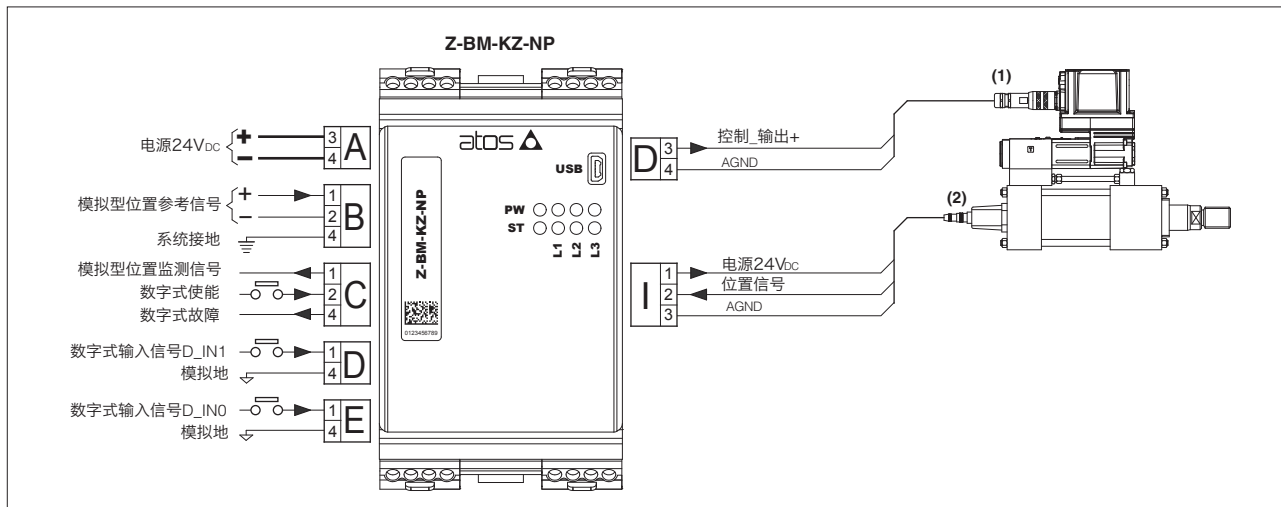 Z-BM-KZ-NP
电源24VDC
+
−
3
4
A
模拟型位置参考信号
+
−
系统接地
1
2
4
B
模拟型位置监测信号
数字式使能
数字式故障
1
2
4
C
数字式输入信号D_IN1
模拟地
1
4
D
数字式输入信号D_IN0
模拟地
1
4
E
atos
USB
PW
ST
L1
L2
L3
Z-BM-KZ-NP
0123456789
D
3
4
控制_输出+
AGND
I
1
2
3
电源24VDC
位置信号
AGND
(1)
(2)